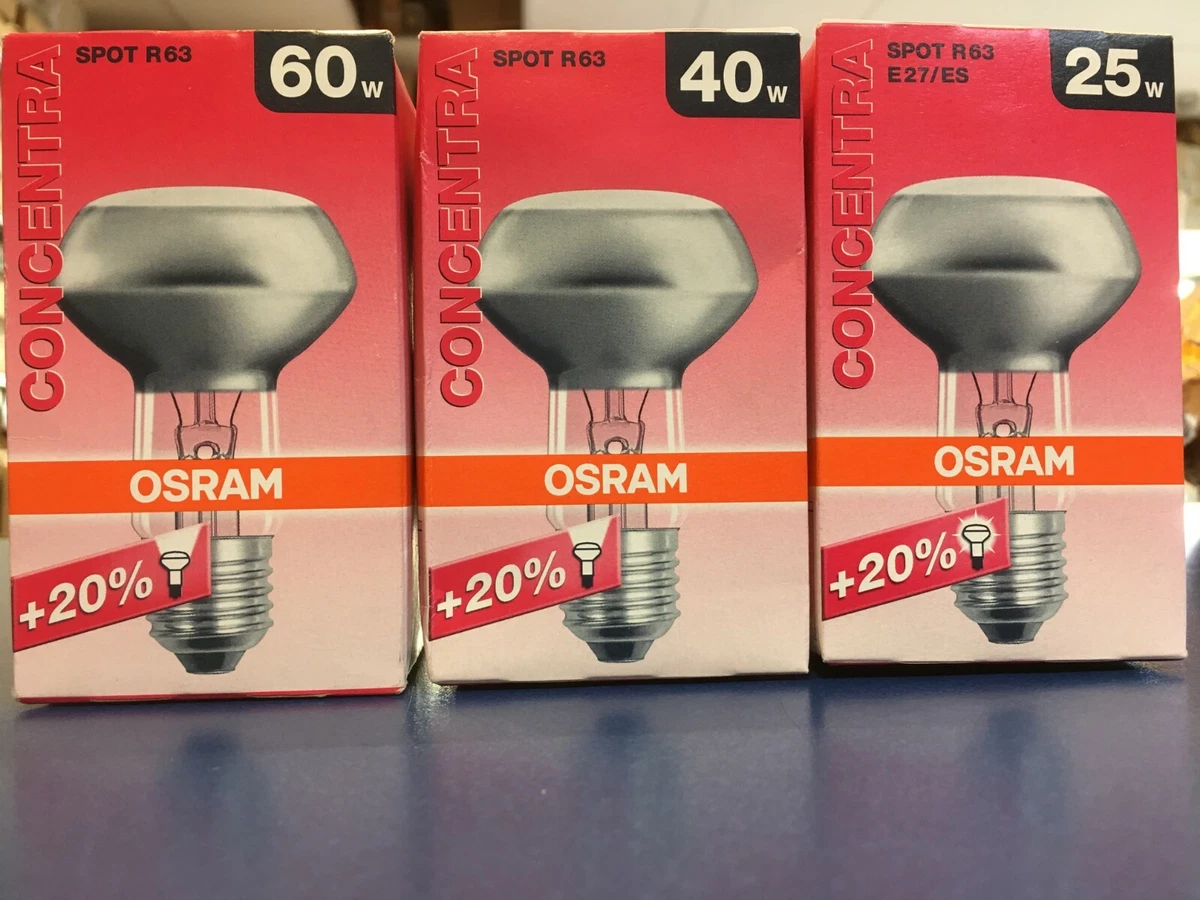 SPOT R63
60W
CONCENTRA
OSRAM
+20%
SPOT R63
40W
CONCENTRA
OSRAM
+20%
SPOT R63
E27/ES
25W
CONCENTRA
OSRAM
+20%